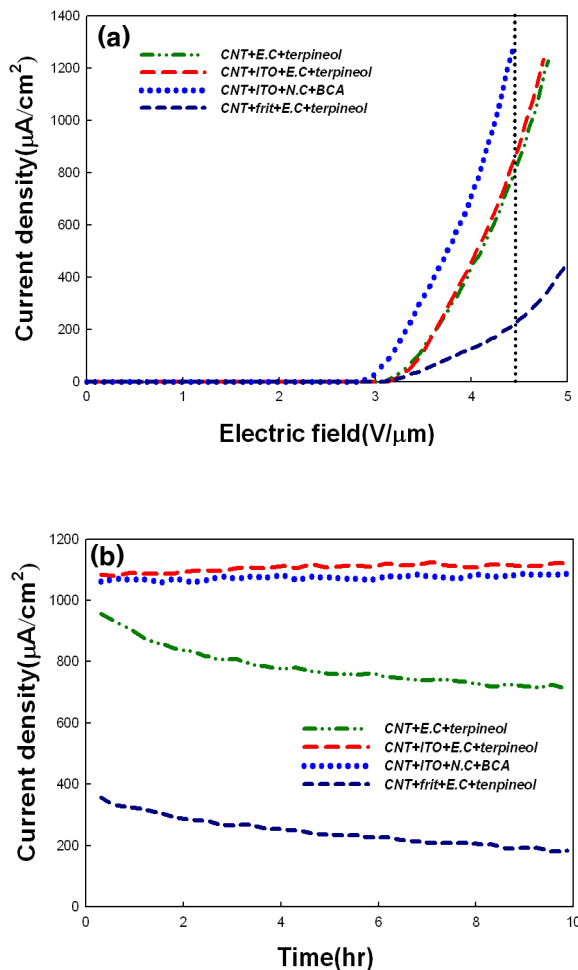 (a)
CNT+E.C+terpineol
CNT+ITO+E.C+terpineol
CNT+ITO+N.C+BCA
CNT+frit+E.C+terpineol
Current density(μA/cm²)
1400
1200
1000
800
600
400
200
0
0 1 2 3 4 5
Electric field(V/μm)
(b)
CNT+E.C+terpineol
CNT+ITO+E.C+terpineol
CNT+ITO+N.C+BCA
CNT+frit+E.C+tenpineol
Current density(μA/cm²)
1200
1000
800
600
400
200
0
0 2 4 6 8 10
Time(hr)